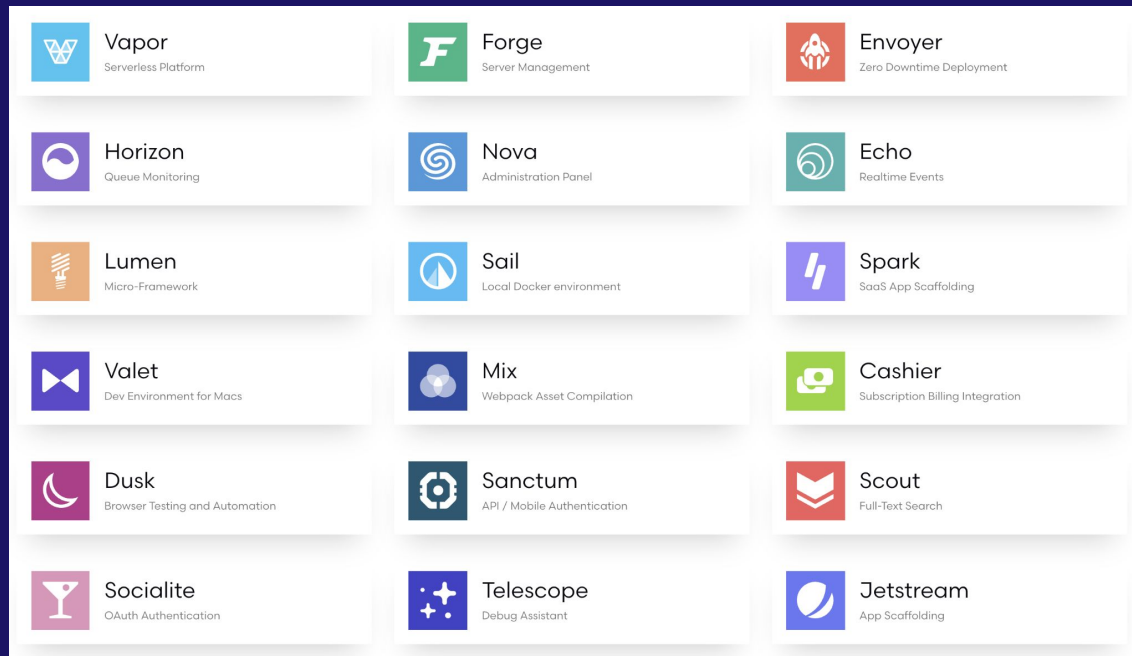 Vapor
Serverless Platform
Forge
Server Management
Envoyer
Zero Downtime Deployment
Horizon
Queue Monitoring
Nova
Administration Panel
Echo
Realtime Events
Lumen
Micro-Framework
Sail
Local Docker environment
Spark
SaaS App Scaffolding
Valet
Dev Environment for Macs
Mix
Webpack Asset Compilation
Cashier
Subscription Billing Integration
Dusk
Browser Testing and Automation
Sanctum
API / Mobile Authentication
Scout
Full-Text Search
Socialite
OAuth Authentication
Telescope
Debug Assistant
Jetstream
App Scaffolding